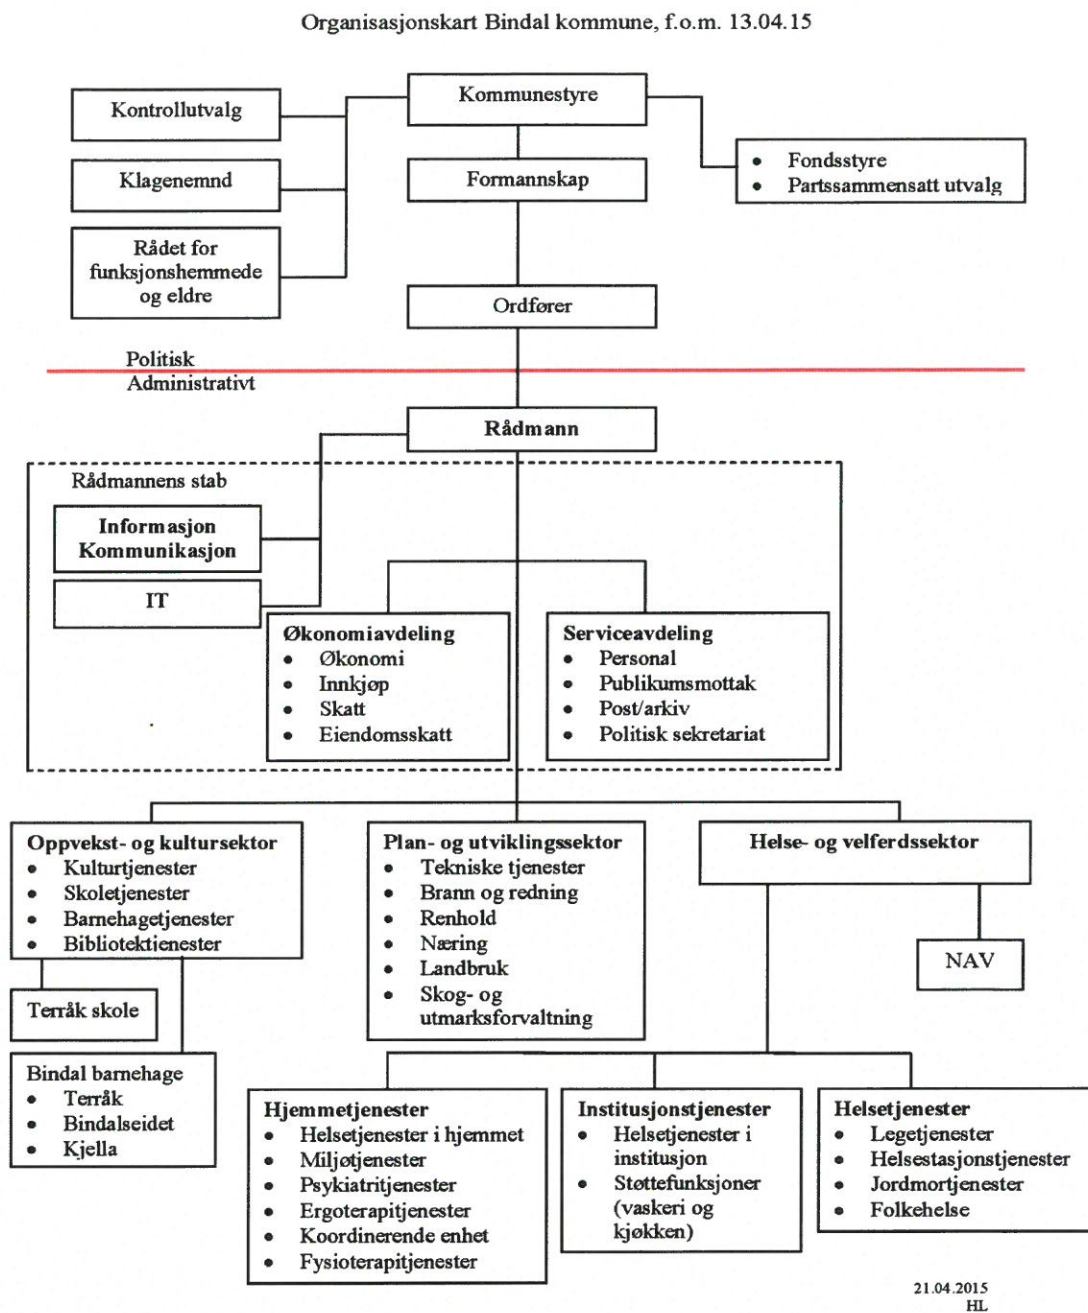 Organisasjonskart Bindal kommune, f.o.m. 13.04.15
Kommunestyre
Kontrollutvalg
Klagenemnd
Rådet for
funksjonshemmede
og eldre
Formannskap
• Fondsstyre
• Partssammensatt utvalg
Ordfører
Politisk
Administrativt
Rådmann
Rådmannens stab
Informasjon
Kommunikasjon
IT
Økonomiavdeling
• Økonomi
• Innkjøp
• Skatt
• Eiendomsskatt
Serviceavdeling
• Personal
• Publikumsmottak
• Post/arkiv
• Politisk sekretariat
Oppvekst- og kultursektor
• Kulturtjenester
• Skoletjenester
• Barnehagetjenester
• Bibliotektjenester
Terråk skole
Bindal barnehage
• Terråk
• Bindalseidet
• Kjella
Plan- og utviklingssektor
• Tekniske tjenester
• Brann og redning
• Renhold
• Næring
• Landbruk
• Skog- og
utmarksforvaltning
Helse- og velferdssektor
NAV
Hjemmetjenester
• Helsetjenester i hjemmet
• Miljøtjenester
• Psykiatritjenester
• Ergoterapitjenester
• Koordinerende enhet
• Fysioterapitjenester
Institusjonstjenester
• Helsetjenester i
institusjon
• Støttefunksjoner
(vaskeri og
kjøkken)
Helsetjenester
• Legetjenester
• Helsestasjonstjenester
• Jordmortjenester
• Folkehelse
21.04.2015
HL